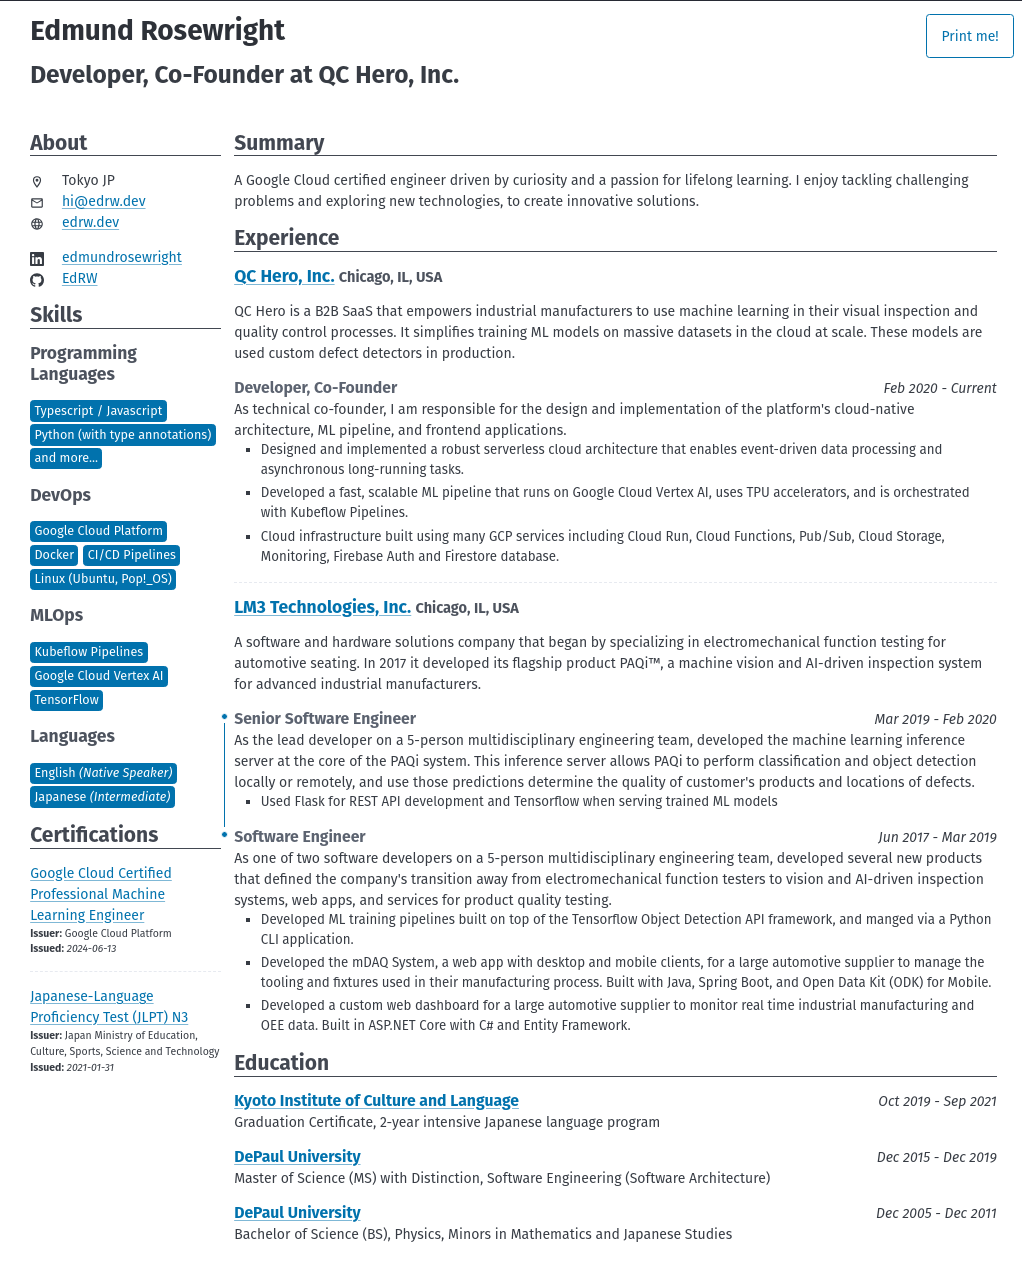 Edmund Rosewright
Print me!
Developer, Co-Founder at QC Hero, Inc.
About
Tokyo JP
hi@edrw.dev
edrw.dev
edmundrosewright
EdRW
Skills
Programming
Languages
Typescript / Javascript
Python (with type annotations)
and more...
DevOps
Google Cloud Platform
Docker CI/CD Pipelines
Linux (Ubuntu, Pop!_OS)
MLOps
Kubeflow Pipelines
Google Cloud Vertex AI
TensorFlow
Languages
English (Native Speaker)
Japanese (Intermediate)
Certifications
Google Cloud Certified
Professional Machine
Learning Engineer
Issuer: Google Cloud Platform
Issued: 2024-06-13
Japanese-Language
Proficiency Test (JLPT) N3
Issuer: Japan Ministry of Education,
Culture, Sports, Science and Technology
Issued: 2021-01-31
Summary
A Google Cloud certified engineer driven by curiosity and a passion for lifelong learning. I enjoy tackling challenging
problems and exploring new technologies, to create innovative solutions.
Experience
QC Hero, Inc. Chicago, IL, USA
QC Hero is a B2B SaaS that empowers industrial manufacturers to use machine learning in their visual inspection and
quality control processes. It simplifies training ML models on massive datasets in the cloud at scale. These models are
used custom defect detectors in production.
Developer, Co-Founder Feb 2020 - Current
As technical co-founder, I am responsible for the design and implementation of the platform's cloud-native
architecture, ML pipeline, and frontend applications.
▪ Designed and implemented a robust serverless cloud architecture that enables event-driven data processing and
asynchronous long-running tasks.
▪ Developed a fast, scalable ML pipeline that runs on Google Cloud Vertex AI, uses TPU accelerators, and is orchestrated
with Kubeflow Pipelines.
▪ Cloud infrastructure built using many GCP services including Cloud Run, Cloud Functions, Pub/Sub, Cloud Storage,
Monitoring, Firebase Auth and Firestore database.
LM3 Technologies, Inc. Chicago, IL, USA
A software and hardware solutions company that began by specializing in electromechanical function testing for
automotive seating. In 2017 it developed its flagship product PAQi™, a machine vision and AI-driven inspection system
for advanced industrial manufacturers.
Senior Software Engineer Mar 2019 - Feb 2020
As the lead developer on a 5-person multidisciplinary engineering team, developed the machine learning inference
server at the core of the PAQi system. This inference server allows PAQi to perform classification and object detection
locally or remotely, and use those predictions determine the quality of customer's products and locations of defects.
▪ Used Flask for REST API development and Tensorflow when serving trained ML models
Software Engineer Jun 2017 - Mar 2019
As one of two software developers on a 5-person multidisciplinary engineering team, developed several new products
that defined the company's transition away from electromechanical function testers to vision and AI-driven inspection
systems, web apps, and services for product quality testing.
▪ Developed ML training pipelines built on top of the Tensorflow Object Detection API framework, and manged via a Python
CLI application.
▪ Developed the mDAQ System, a web app with desktop and mobile clients, for a large automotive supplier to manage the
tooling and fixtures used in their manufacturing process. Built with Java, Spring Boot, and Open Data Kit (ODK) for Mobile.
▪ Developed a custom web dashboard for a large automotive supplier to monitor real time industrial manufacturing and
OEE data. Built in ASP.NET Core with C# and Entity Framework.
Education
Kyoto Institute of Culture and Language Oct 2019 - Sep 2021
Graduation Certificate, 2-year intensive Japanese language program
DePaul University Dec 2015 - Dec 2019
Master of Science (MS) with Distinction, Software Engineering (Software Architecture)
DePaul University Dec 2005 - Dec 2011
Bachelor of Science (BS), Physics, Minors in Mathematics and Japanese Studies